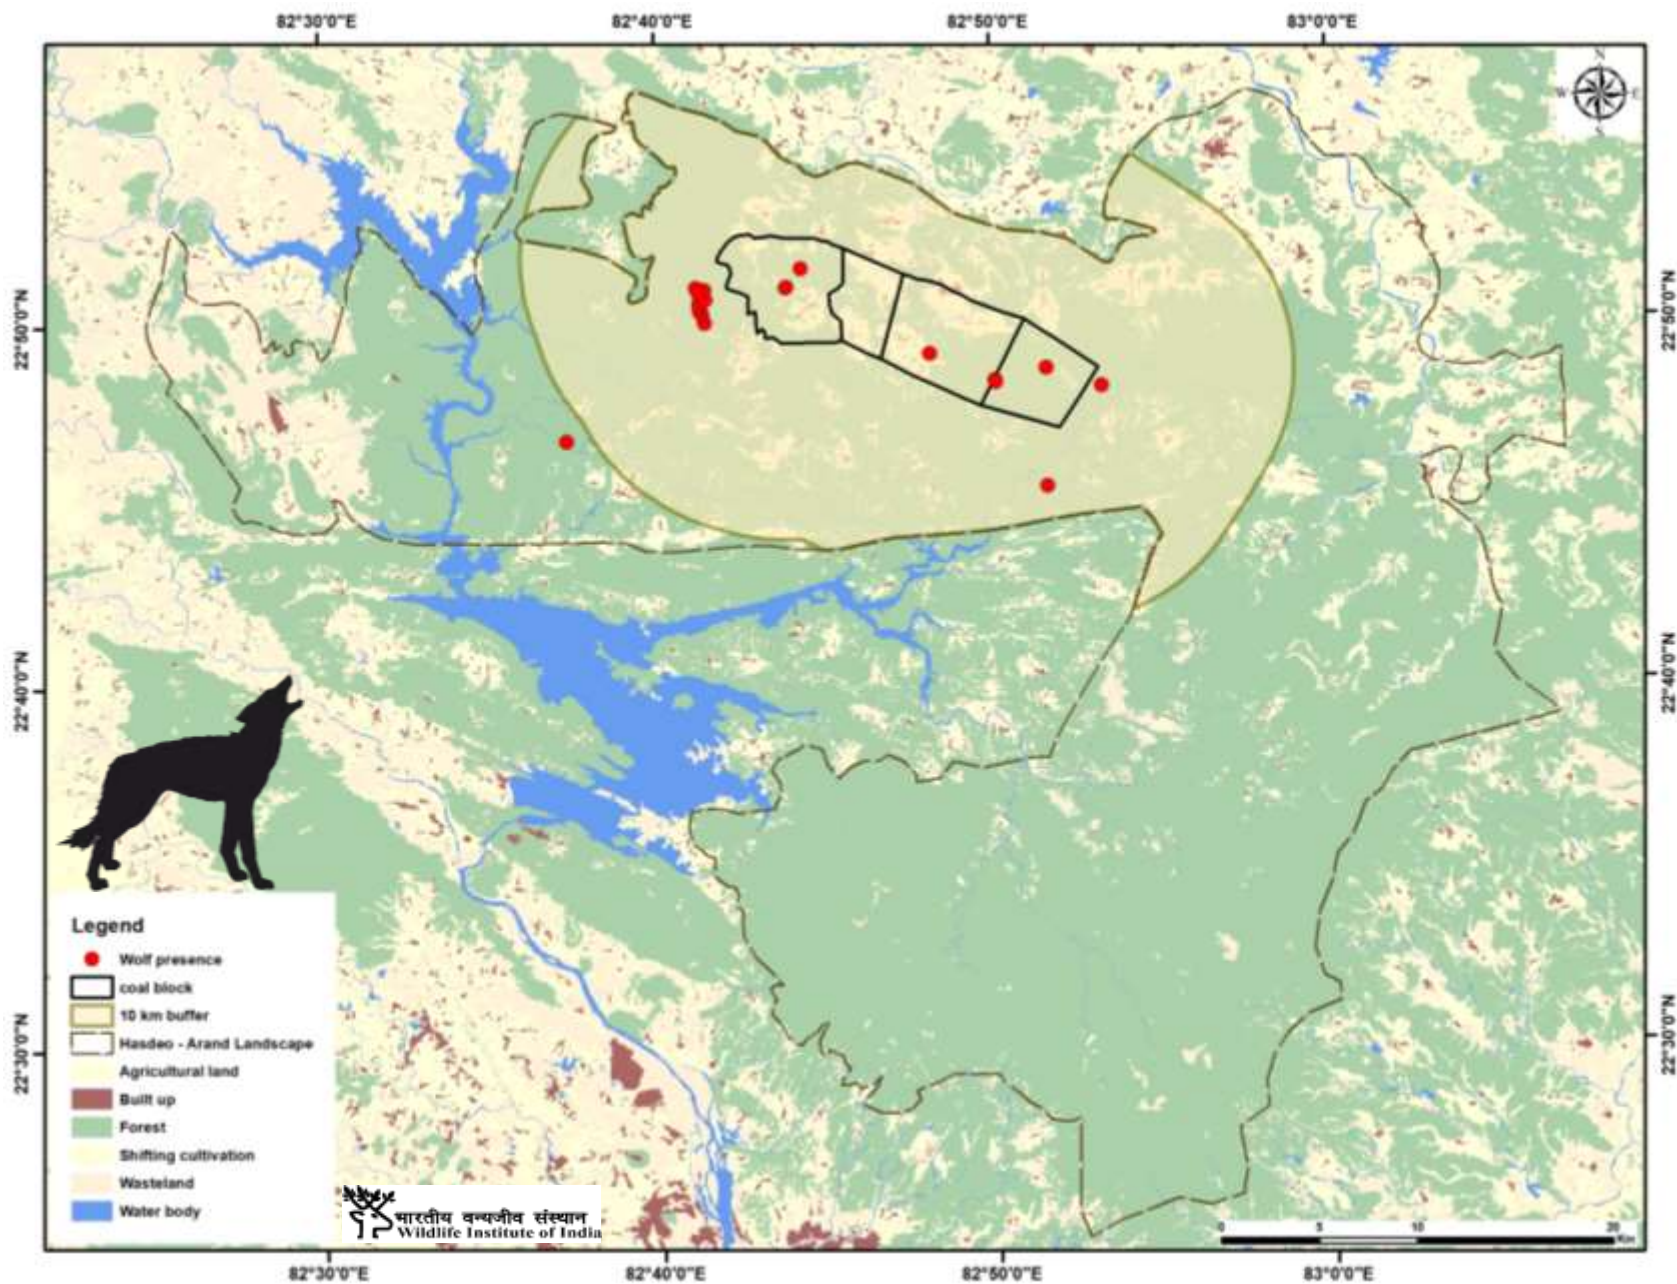 82°30'0"E 82°40'0"E 82°50'0"E 83°0'0"E
N
W E
S
22°50'0"N 22°50'0"N
22°40'0"N 22°40'0"N
22°30'0"N 22°30'0"N
Legend
Wolf presence
coal block
10 km buffer
Hasdeo - Arand Landscape
Agricultural land
Built up
Forest
Shifting cultivation
Wasteland
Water body
भारतीय वन्यजीव संस्थान
Wildlife Institute of India
0 5 10 20
Km
82°30'0"E 82°40'0"E 82°50'0"E 83°0'0"E